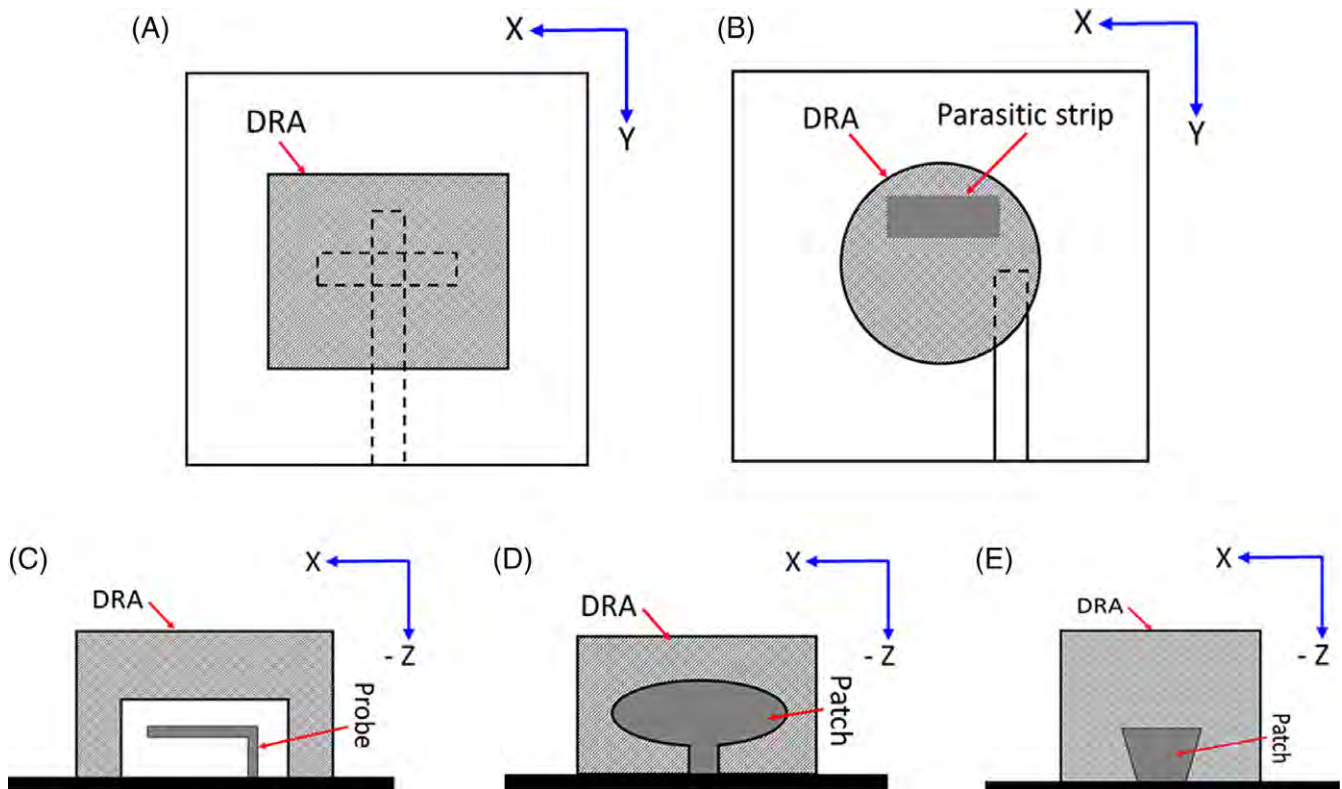 (A)
X
Y
DRA
(B)
X
Y
DRA
Parasitic strip
(C)
X
- Z
DRA
Probe
(D)
X
- Z
DRA
Patch
(E)
X
- Z
DRA
Patch